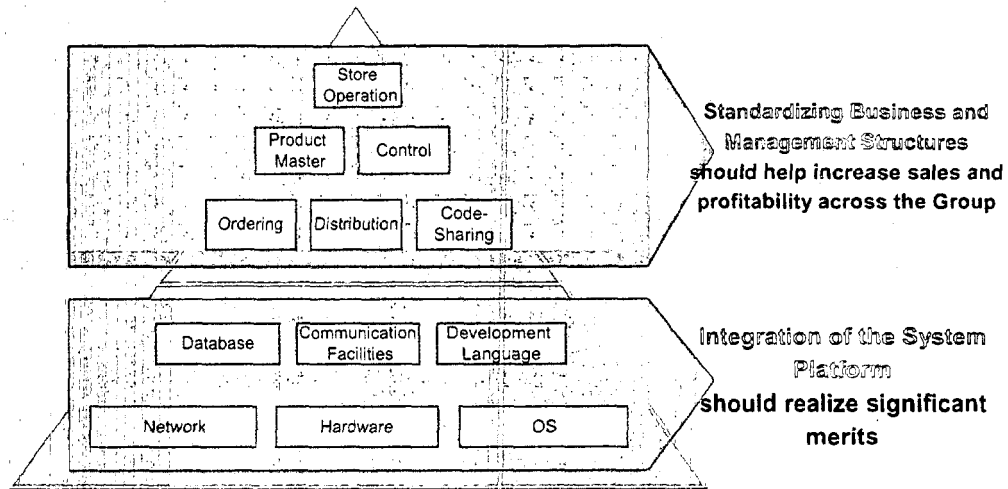 Store
Operation
Product
Master
Control
Ordering
Distribution
Code-
Sharing
Standardizing Business and
Management Structures
should help increase sales and
profitability across the Group
Database
Communication
Facilities
Development
Language
Network
Hardware
OS
Integration of the System
Platform
should realize significant
merits